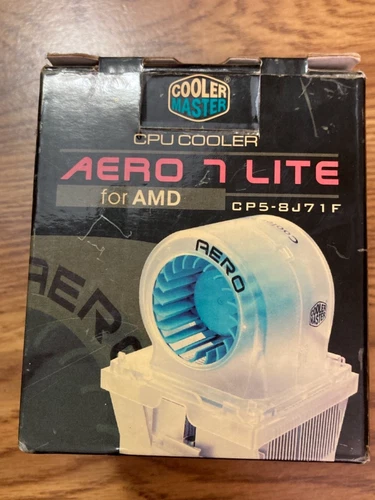 COOLER
MASTER
CPU COOLER
AERO 7 LITE
for AMD
CP5-8J71F
AERO
AERO
COOLER
MASTER